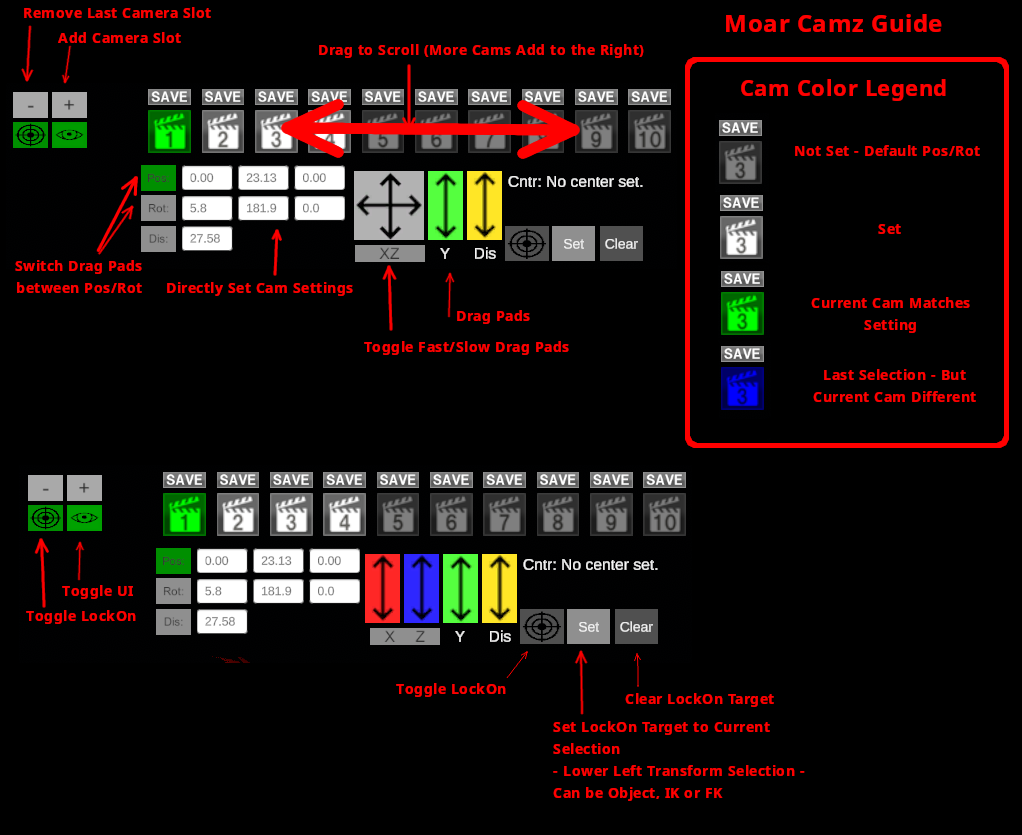 Remove Last Camera Slot
Add Camera Slot
Drag to Scroll (More Cams Add to the Right)
Moar Camz Guide
Cam Color Legend
- +
SAVE SAVE SAVE SAVE SAVE SAVE SAVE SAVE SAVE SAVE
1 2 3 4 5 6 7 8 9 10
Pos: 0.00 23.13 0.00
Rot: 5.8 181.9 0.0
Dis: 27.58
XZ Y Dis
Cntr: No center set.
Set Clear
Switch Drag Pads
between Pos/Rot
Directly Set Cam Settings
Drag Pads
Toggle Fast/Slow Drag Pads
SAVE
3
Not Set - Default Pos/Rot
SAVE
3
Set
SAVE
3
Current Cam Matches
Setting
SAVE
3
Last Selection - But
Current Cam Different
- +
SAVE SAVE SAVE SAVE SAVE SAVE SAVE SAVE SAVE SAVE
1 2 3 4 5 6 7 8 9 10
Pos: 0.00 23.13 0.00
Rot: 5.8 181.9 0.0
Dis: 27.58
X Z Y Dis
Cntr: No center set.
Set Clear
Toggle UI
Toggle LockOn
Toggle LockOn
Clear LockOn Target
Set LockOn Target to Current
Selection
- Lower Left Transform Selection -
Can be Object, IK or FK